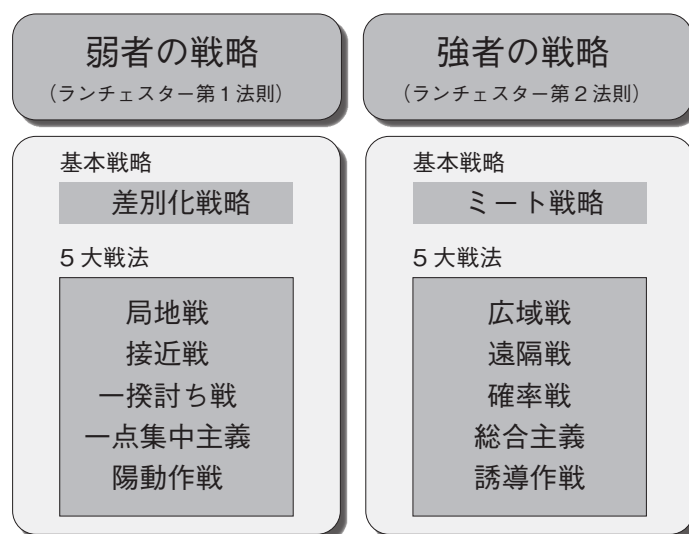 弱者の戦略
（ランチェスター第1法則）
基本戦略
差別化戦略
5大戦法
局地戦
接近戦
一揆討ち戦
一点集中主義
陽動作戦
強者の戦略
（ランチェスター第2法則）
基本戦略
ミート戦略
5大戦法
広域戦
遠隔戦
確率戦
総合主義
誘導作戦